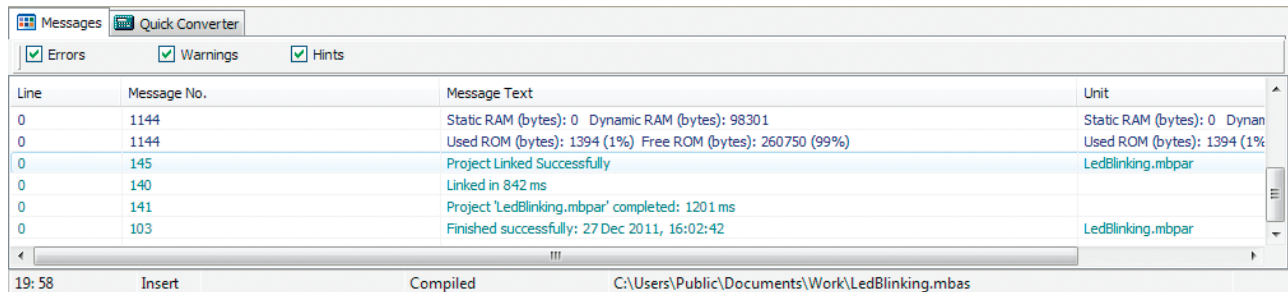 Messages Quick Converter
Errors Warnings Hints
Line Message No. Message Text Unit
0 1144 Static RAM (bytes): 0 Dynamic RAM (bytes): 98301 Static RAM (bytes): 0 Dynan
0 1144 Used ROM (bytes): 1394 (1%) Free ROM (bytes): 260750 (99%) Used ROM (bytes): 1394 (1%
0 145 Project Linked Successfully LedBlinking.mbpar
0 140 Linked in 842 ms
0 141 Project 'LedBlinking.mbpar' completed: 1201 ms
0 103 Finished successfully: 27 Dec 2011, 16:02:42 LedBlinking.mbpar
19: 58 Insert Compiled C:\Users\Public\Documents\Work\LedBlinking.mbas